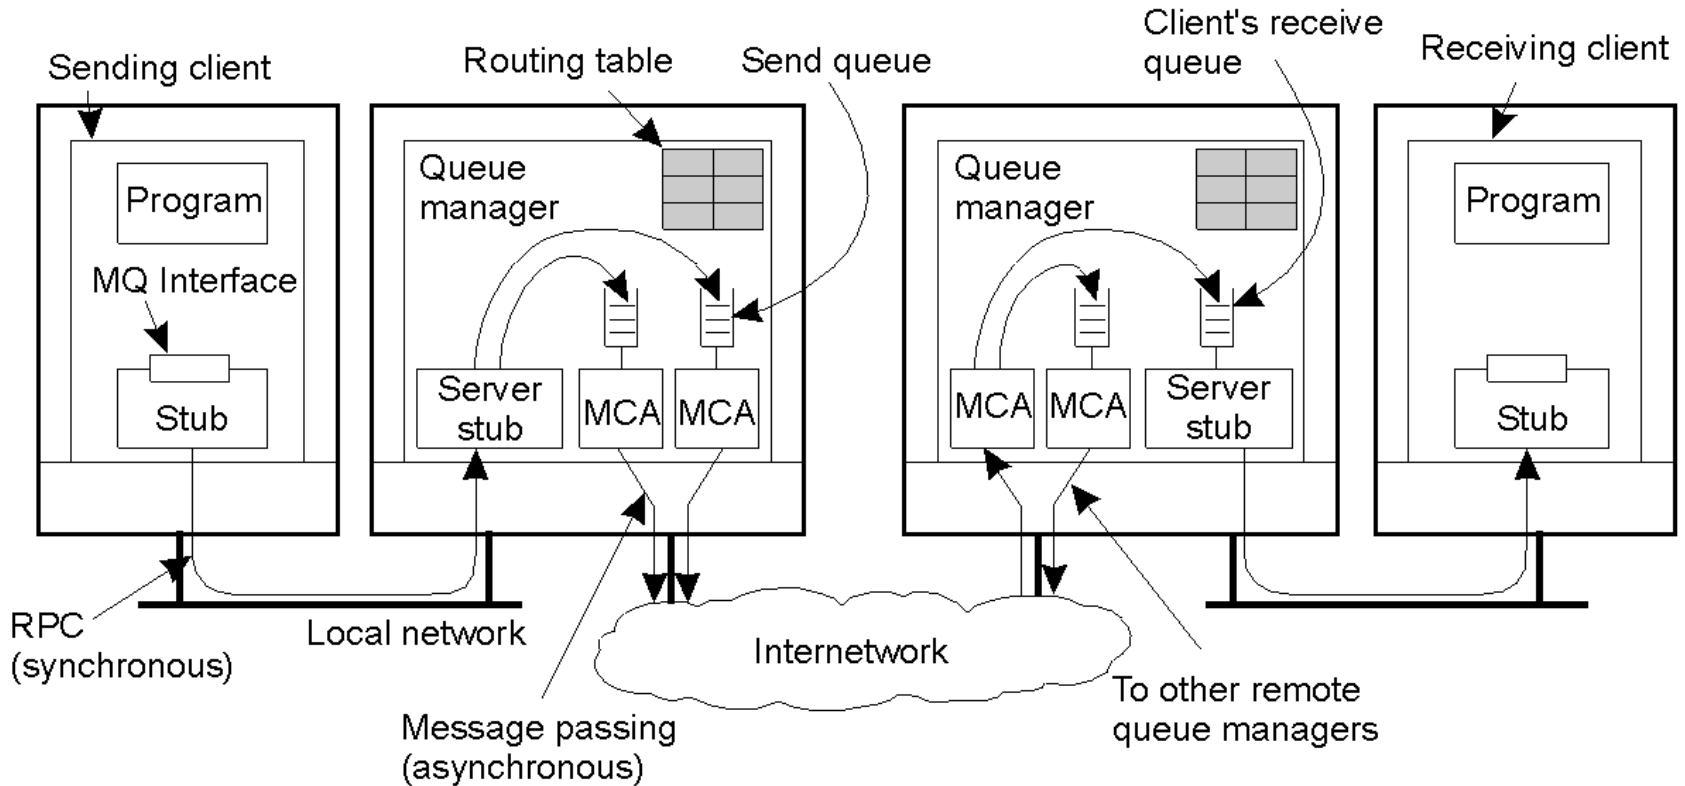 Sending client
Routing table
Send queue
Client's receive
queue
Receiving client
Queue
manager
Queue
manager
Program
Program
MQ Interface
Stub
Server
stub
MCA
MCA
MCA
MCA
Server
stub
Stub
RPC
(synchronous)
Local network
Internetwork
Message passing
(asynchronous)
To other remote
queue managers